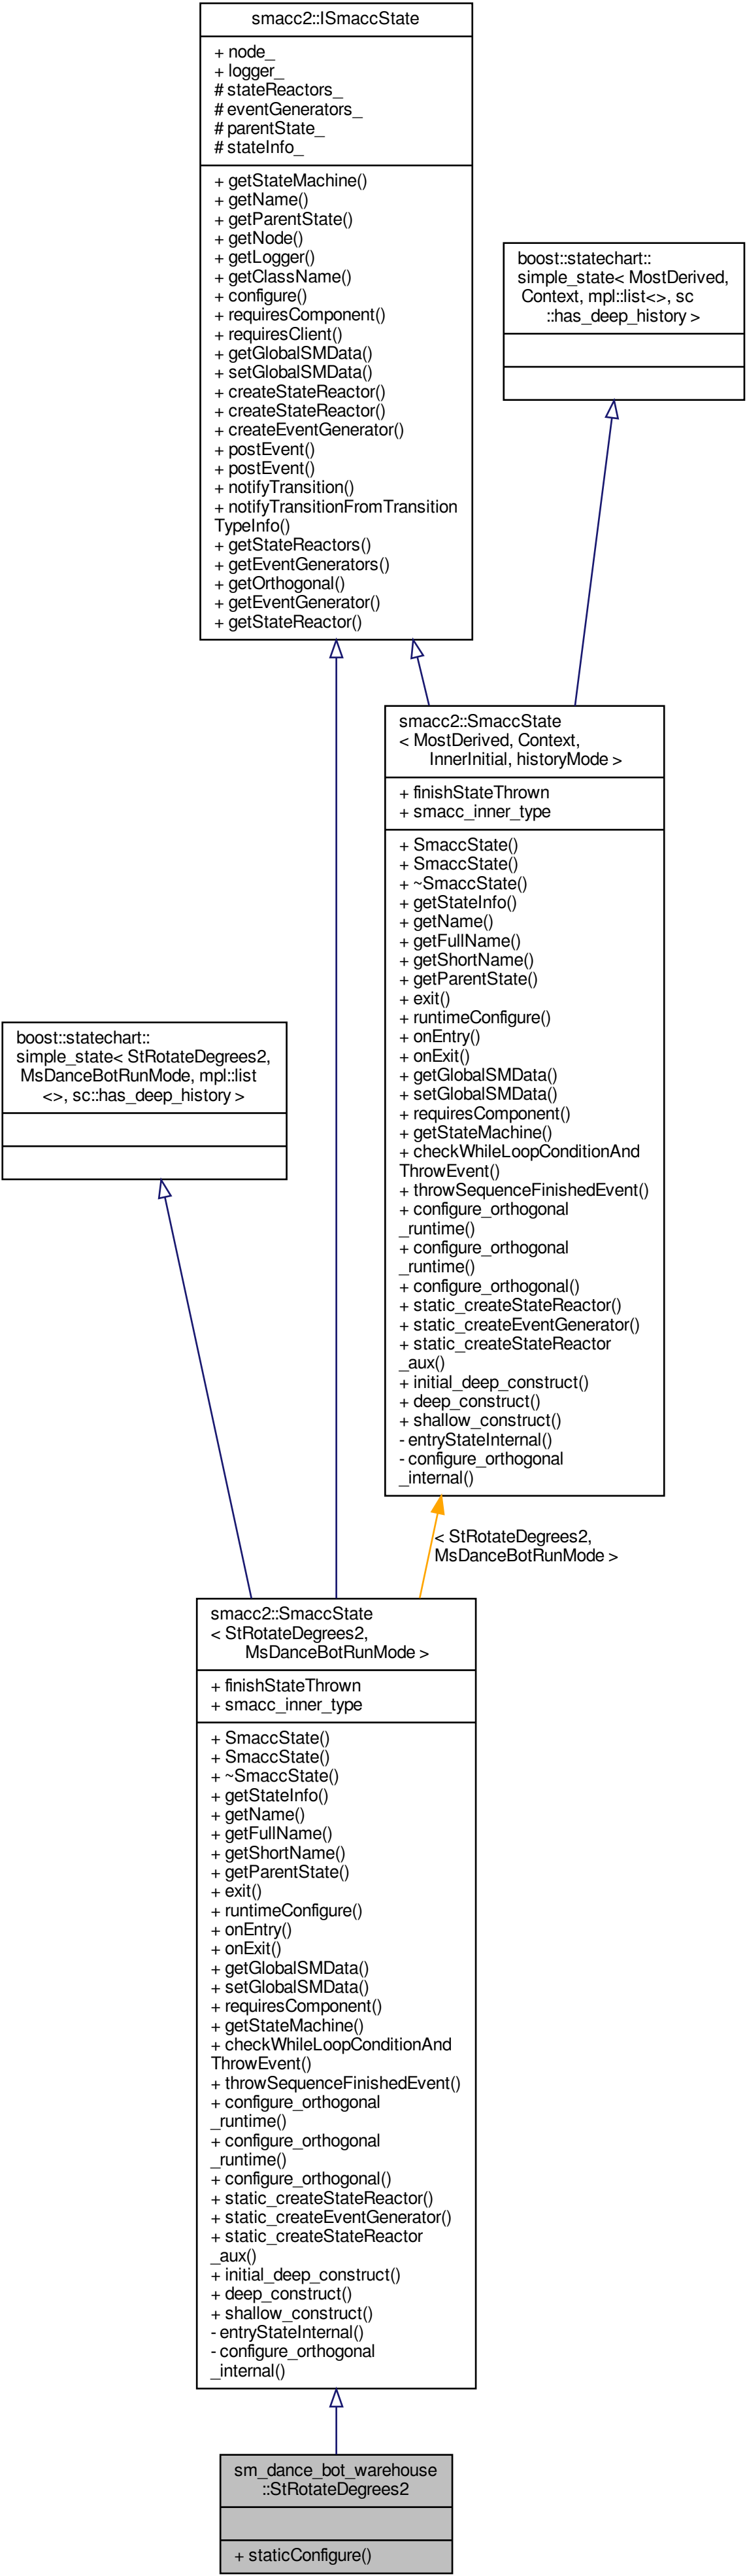 smacc2::ISmaccState
+ node_
+ logger_
# stateReactors_
# eventGenerators_
# parentState_
# stateInfo_
+ getStateMachine()
+ getName()
+ getParentState()
+ getNode()
+ getLogger()
+ getClassName()
+ configure()
+ requiresComponent()
+ requiresClient()
+ getGlobalSMData()
+ setGlobalSMData()
+ createStateReactor()
+ createStateReactor()
+ createEventGenerator()
+ postEvent()
+ postEvent()
+ notifyTransition()
+ notifyTransitionFromTransition
TypeInfo()
+ getStateReactors()
+ getEventGenerators()
+ getOrthogonal()
+ getEventGenerator()
+ getStateReactor()
boost::statechart::
simple_state< MostDerived,
Context, mpl::list<>, sc
::has_deep_history >
smacc2::SmaccState
< MostDerived, Context,
InnerInitial, historyMode >
+ finishStateThrown
+ smacc_inner_type
+ SmaccState()
+ SmaccState()
+ ~SmaccState()
+ getStateInfo()
+ getName()
+ getFullName()
+ getShortName()
+ getParentState()
+ exit()
+ runtimeConfigure()
+ onEntry()
+ onExit()
+ getGlobalSMData()
+ setGlobalSMData()
+ requiresComponent()
+ getStateMachine()
+ checkWhileLoopConditionAnd
ThrowEvent()
+ throwSequenceFinishedEvent()
+ configure_orthogonal
_runtime()
+ configure_orthogonal
_runtime()
+ configure_orthogonal()
+ static_createStateReactor()
+ static_createEventGenerator()
+ static_createStateReactor
_aux()
+ initial_deep_construct()
+ deep_construct()
+ shallow_construct()
- entryStateInternal()
- configure_orthogonal
_internal()
boost::statechart::
simple_state< StRotateDegrees2,
MsDanceBotRunMode, mpl::list
<>, sc::has_deep_history >
< StRotateDegrees2,
MsDanceBotRunMode >
smacc2::SmaccState
< StRotateDegrees2,
MsDanceBotRunMode >
+ finishStateThrown
+ smacc_inner_type
+ SmaccState()
+ SmaccState()
+ ~SmaccState()
+ getStateInfo()
+ getName()
+ getFullName()
+ getShortName()
+ getParentState()
+ exit()
+ runtimeConfigure()
+ onEntry()
+ onExit()
+ getGlobalSMData()
+ setGlobalSMData()
+ requiresComponent()
+ getStateMachine()
+ checkWhileLoopConditionAnd
ThrowEvent()
+ throwSequenceFinishedEvent()
+ configure_orthogonal
_runtime()
+ configure_orthogonal
_runtime()
+ configure_orthogonal()
+ static_createStateReactor()
+ static_createEventGenerator()
+ static_createStateReactor
_aux()
+ initial_deep_construct()
+ deep_construct()
+ shallow_construct()
- entryStateInternal()
- configure_orthogonal
_internal()
sm_dance_bot_warehouse
::StRotateDegrees2
+ staticConfigure()